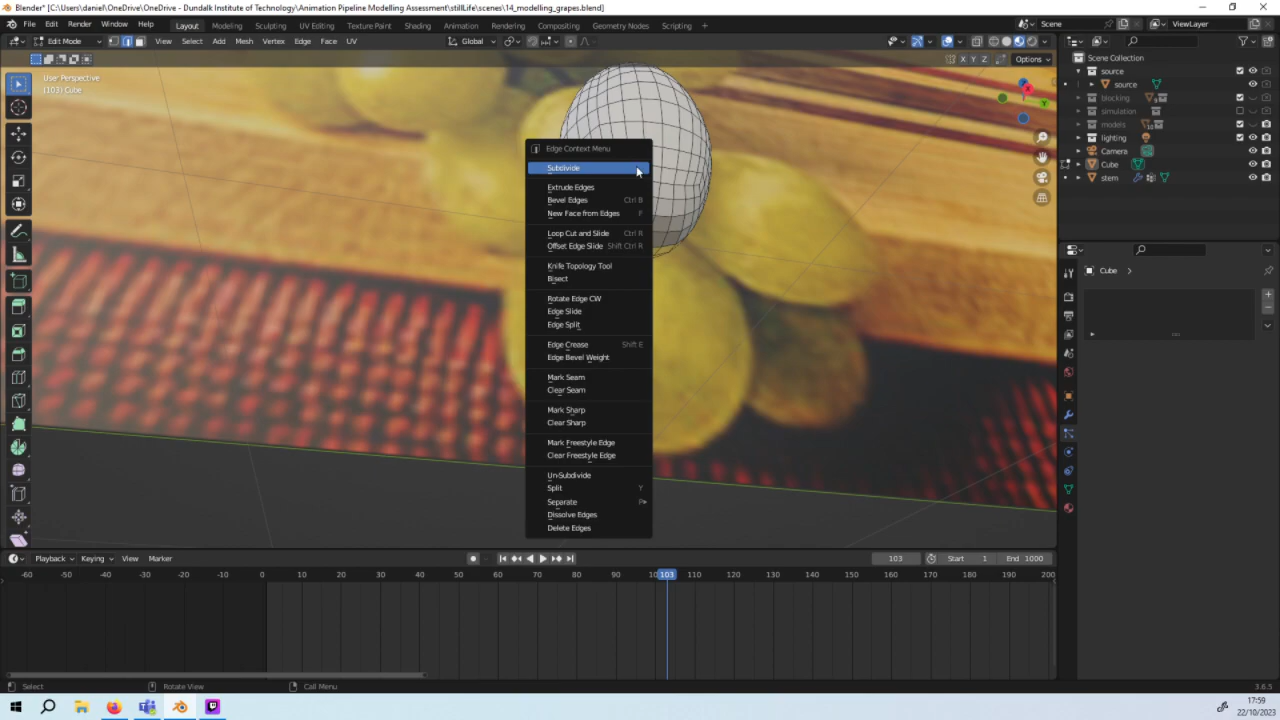 Blender* [C:\Users\daniel\OneDrive\OneDrive - Dundalk Institute of Technology\Animation Pipeline Modelling Assessment\stillLife\scenes\14_modelling_grapes.blend]
File Edit Render Window Help Layout Modeling Sculpting UV Editing Texture Paint Shading Animation Rendering Compositing Geometry Nodes Scripting + Scene ViewLayer
Edit Mode View Select Add Mesh Vertex Edge Face UV Global
X Y Z Options
User Perspective
(103) Cube
Edge Context Menu
Subdivide
Extrude Edges
Bevel Edges Ctrl B
New Face from Edges F
Loop Cut and Slide Ctrl R
Offset Edge Slide Shift Ctrl R
Knife Topology Tool
Bisect
Rotate Edge CW
Edge Slide
Edge Split
Edge Crease Shift E
Edge Bevel Weight
Mark Seam
Clear Seam
Mark Sharp
Clear Sharp
Mark Freestyle Edge
Clear Freestyle Edge
Un-Subdivide
Split Y
Separate P
Dissolve Edges
Delete Edges
Scene Collection
source
source
blocking
simulation
models
lighting
Camera
Cube
stem
Cube
Playback Keying View Marker 103 Start 1 End 1000
-60 -50 -40 -30 -20 -10 0 10 20 30 40 50 60 70 80 90 103 110 120 130 140 150 160 170 180 190 200
Select Rotate View Call Menu 3.6.5
17:59
22/10/2023